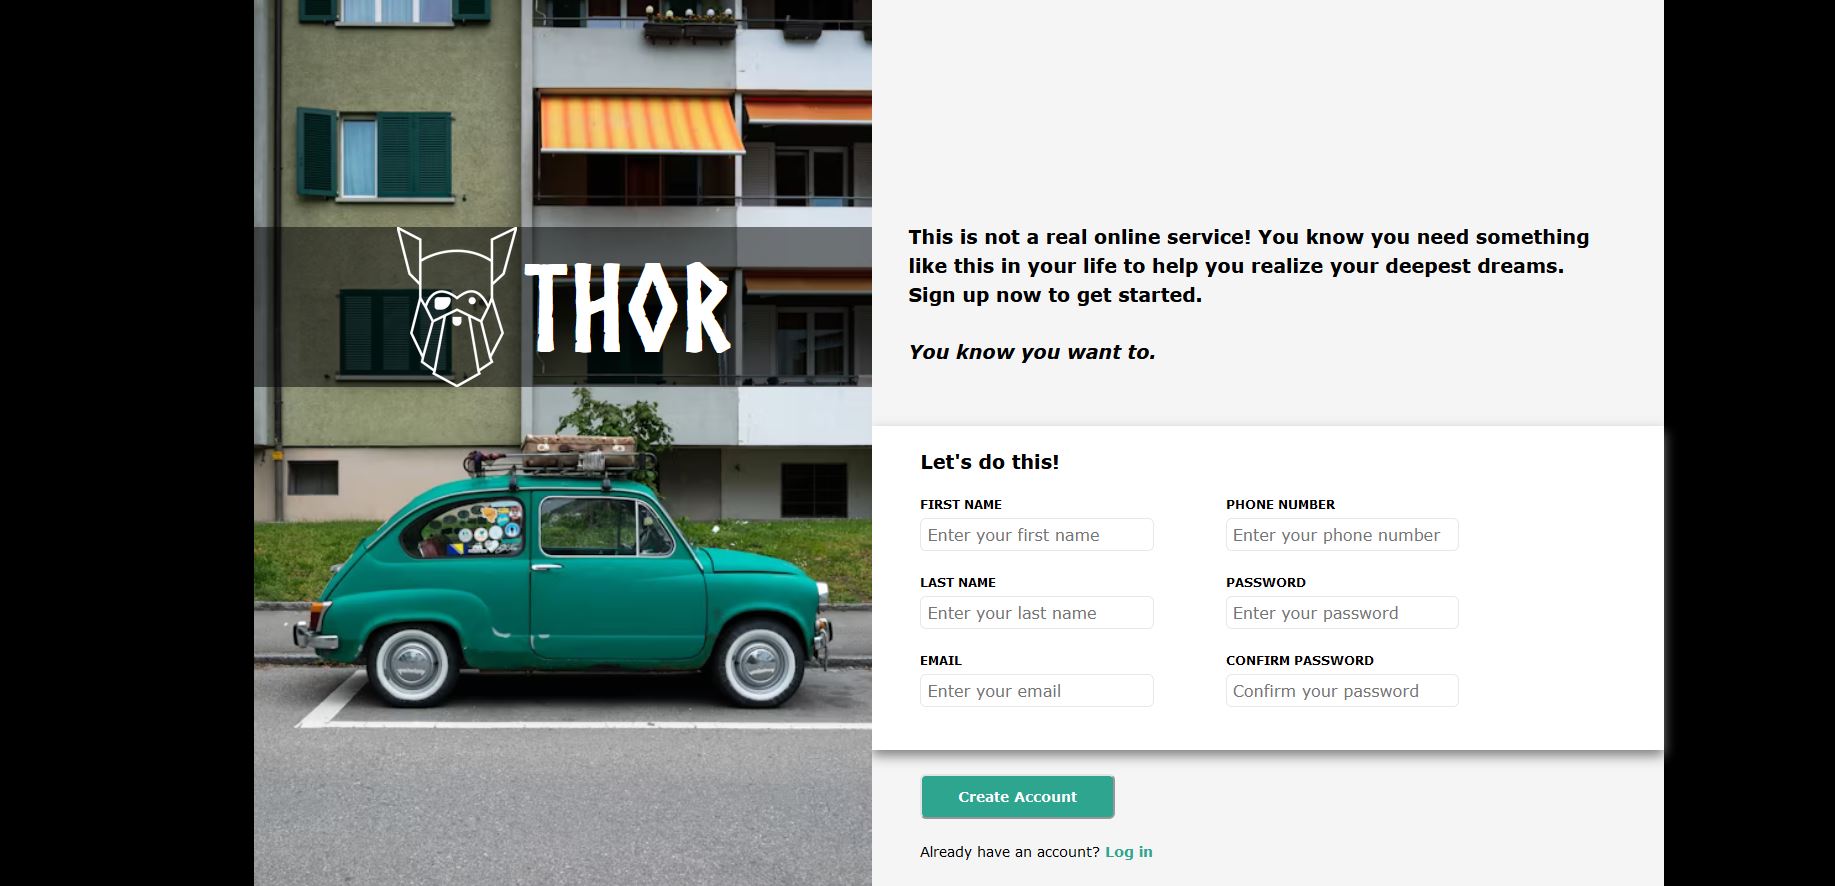 THOR
This is not a real online service! You know you need something
like this in your life to help you realize your deepest dreams.
Sign up now to get started.
You know you want to.
Let's do this!
FIRST NAME
Enter your first name
PHONE NUMBER
Enter your phone number
LAST NAME
Enter your last name
PASSWORD
Enter your password
EMAIL
Enter your email
CONFIRM PASSWORD
Confirm your password
Create Account
Already have an account? Log in